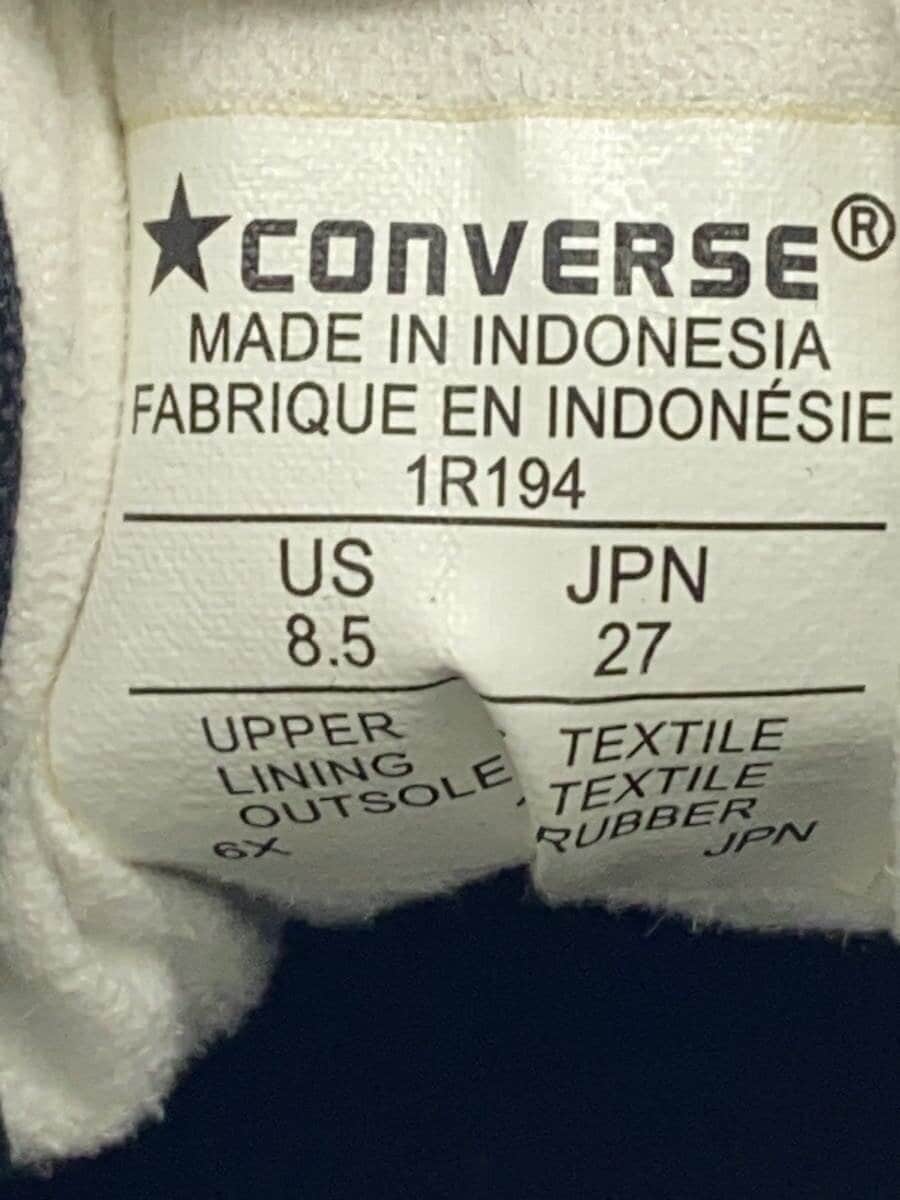 ★CONVERSE®
MADE IN INDONESIA
FABRIQUE EN INDONÉSIE
1R194
US JPN
8.5 27
UPPER TEXTILE
LINING TEXTILE
OUTSOLE RUBBER
6X JPN